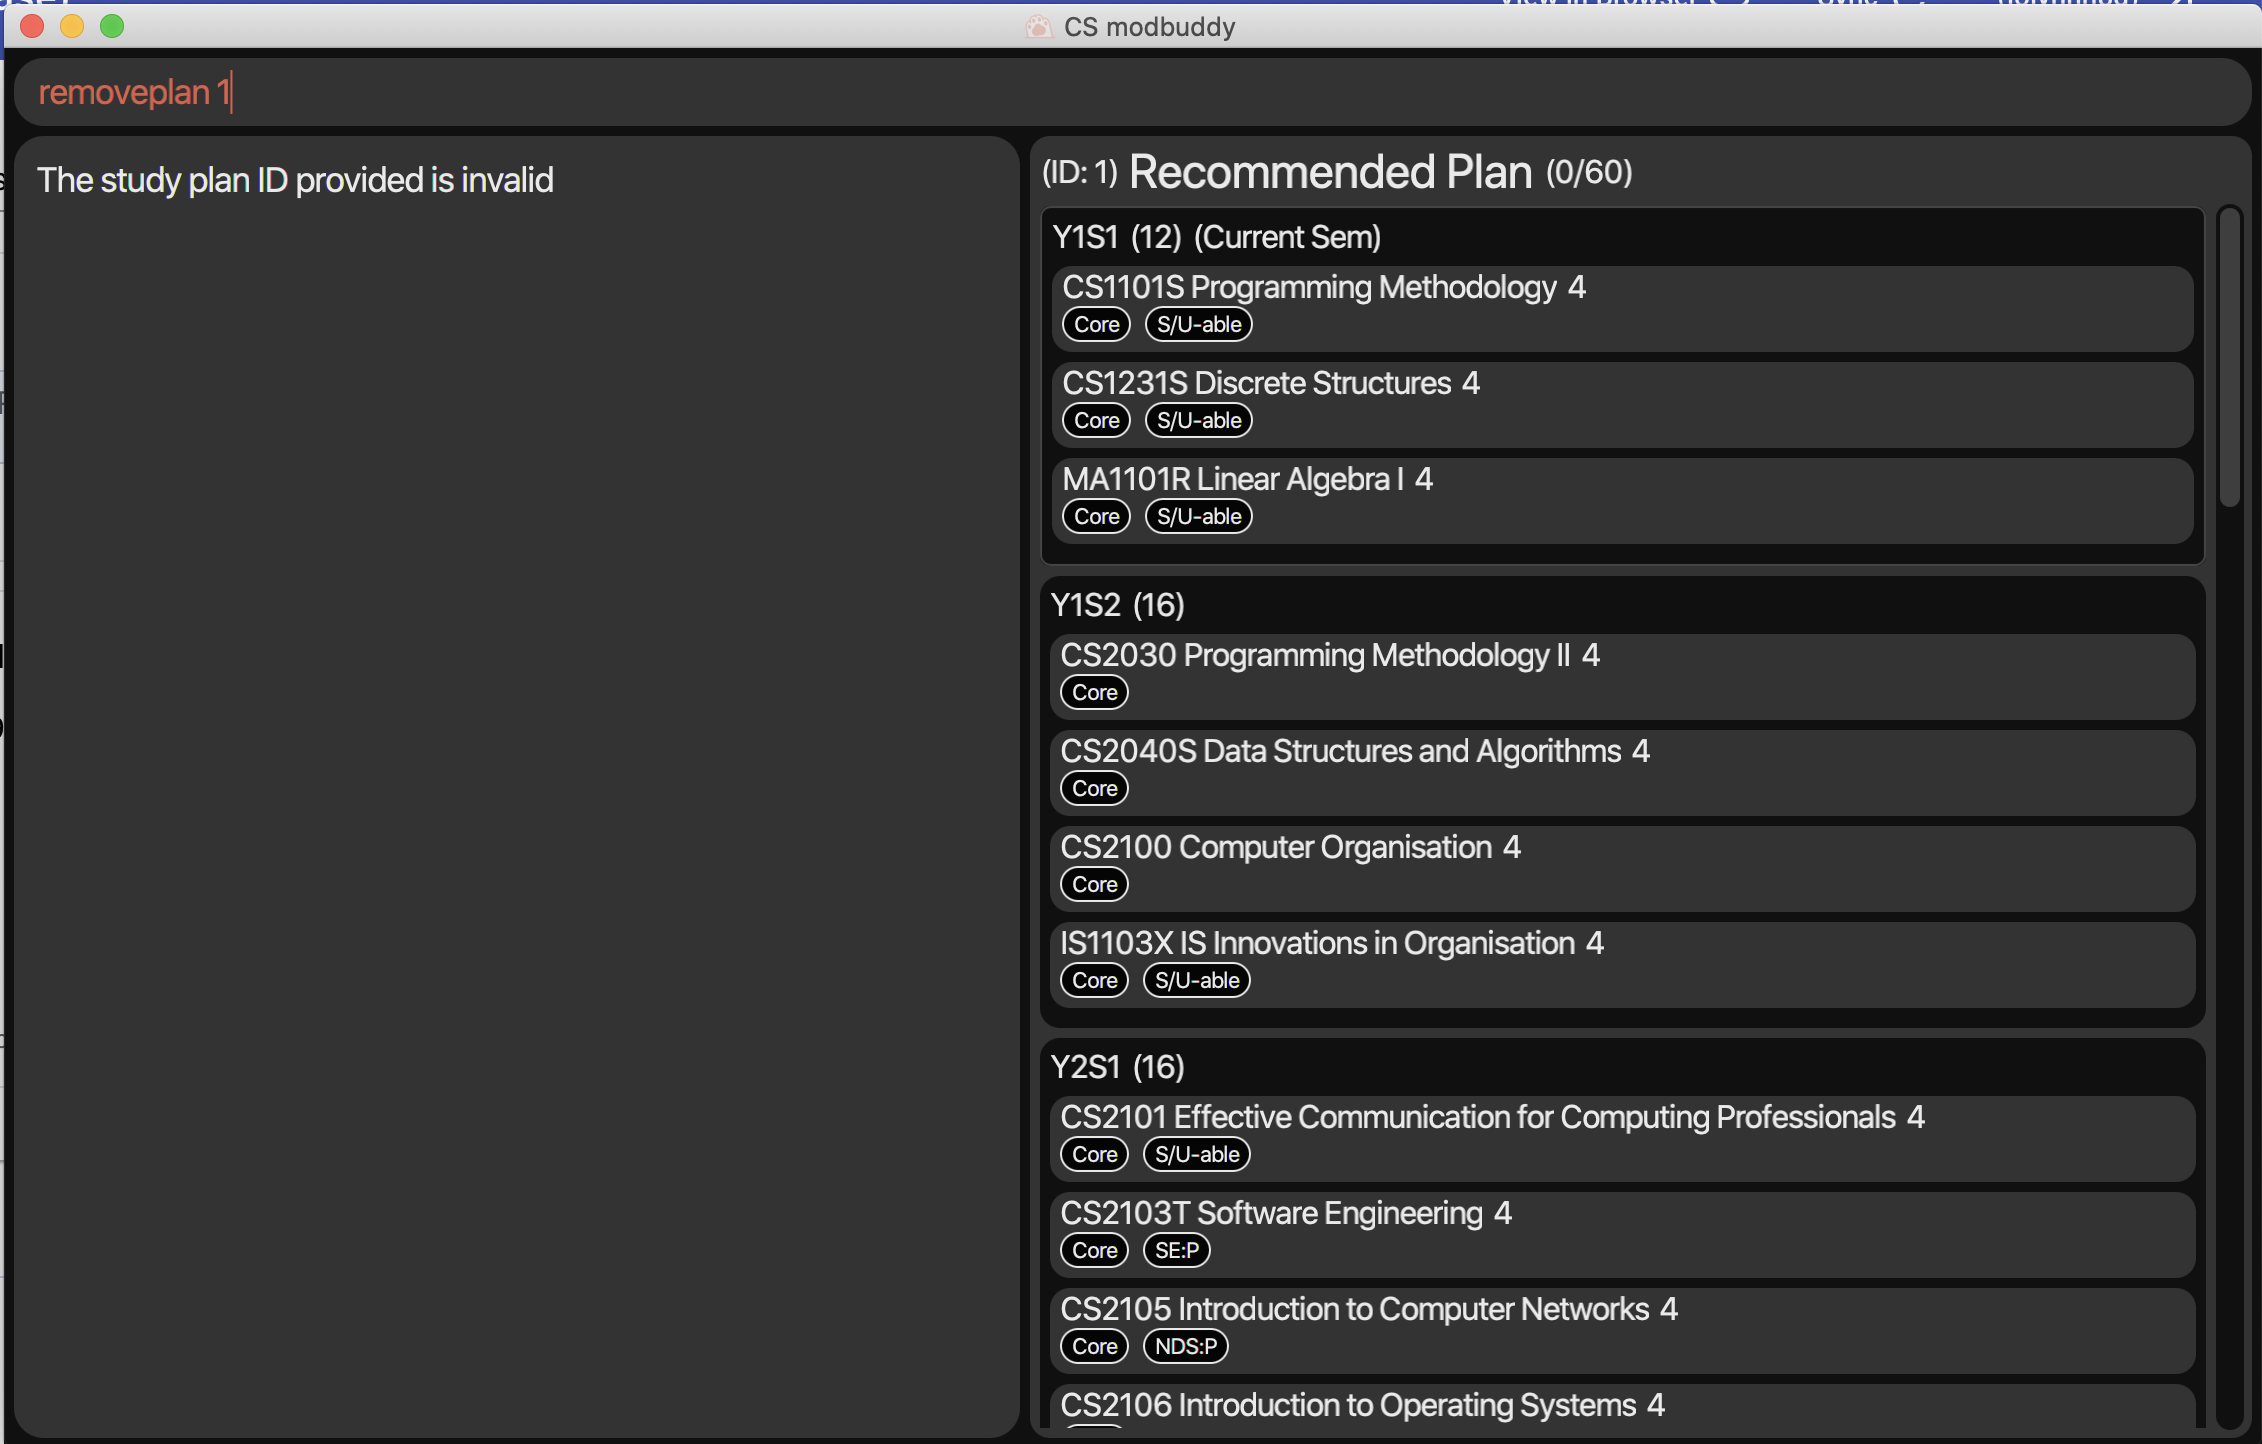 CS modbuddy
removeplan 1
The study plan ID provided is invalid
(ID: 1) Recommended Plan (0/60)
Y1S1 (12) (Current Sem)
CS1101S Programming Methodology 4
Core S/U-able
CS1231S Discrete Structures 4
Core S/U-able
MA1101R Linear Algebra I 4
Core S/U-able
Y1S2 (16)
CS2030 Programming Methodology II 4
Core
CS2040S Data Structures and Algorithms 4
Core
CS2100 Computer Organisation 4
Core
IS1103X IS Innovations in Organisation 4
Core S/U-able
Y2S1 (16)
CS2101 Effective Communication for Computing Professionals 4
Core S/U-able
CS2103T Software Engineering 4
Core SE:P
CS2105 Introduction to Computer Networks 4
Core NDS:P
CS2106 Introduction to Operating Systems 4